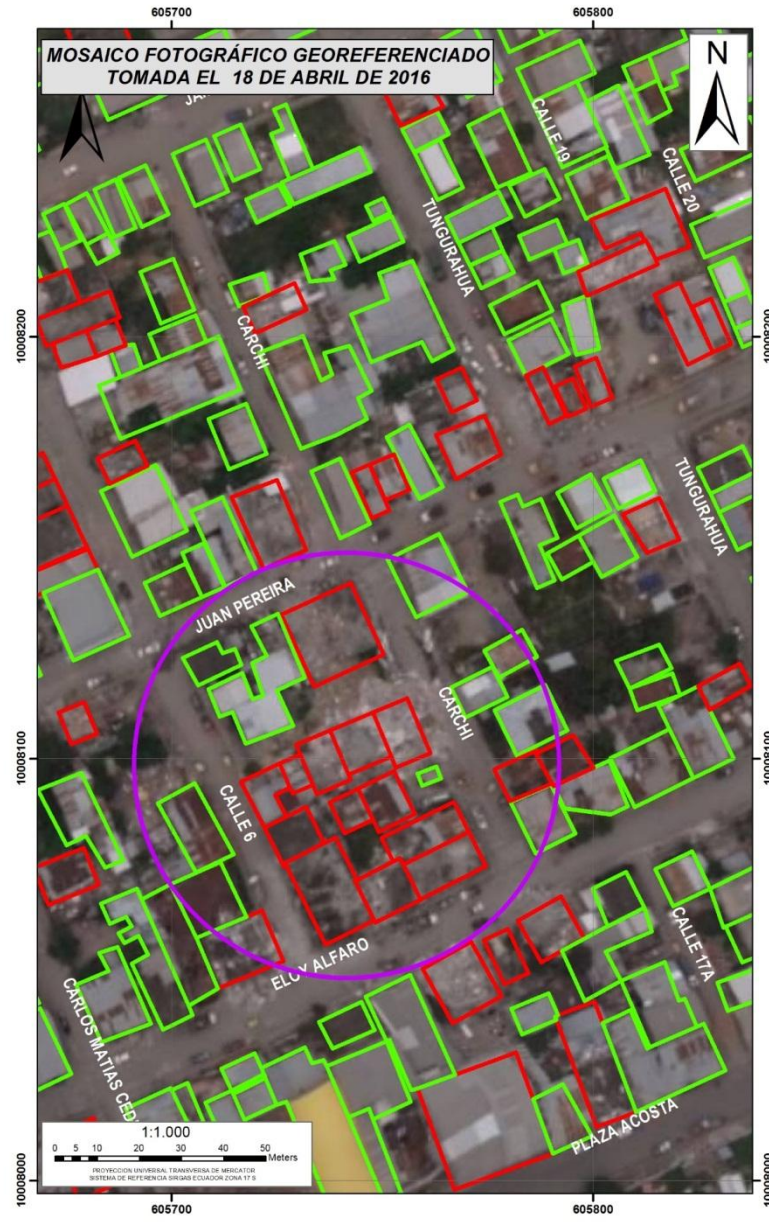 605700
605800
MOSAICO FOTOGRÁFICO GEOREFERENCIADO
TOMADA EL 18 DE ABRIL DE 2016
N
CALLE 19
CALLE 20
TUNGURAHUA
10008200
10008200
CARCHI
TUNGURAHUA
JUAN PEREIRA
CARCHI
10008100
10008100
CALLE 6
ELOY ALFARO
CALLE 17A
CARLOS MATIAS
PLAZA ACOSTA
1:1.000
0 5 10 20 30 40 50
Meters
PROYECCION UNIVERSAL TRANSVERSA DE MERCATOR
SISTEMA DE REFERENCIA SIRGAS ECUADOR ZONA 17 S
10008000
10008000
605700
605800